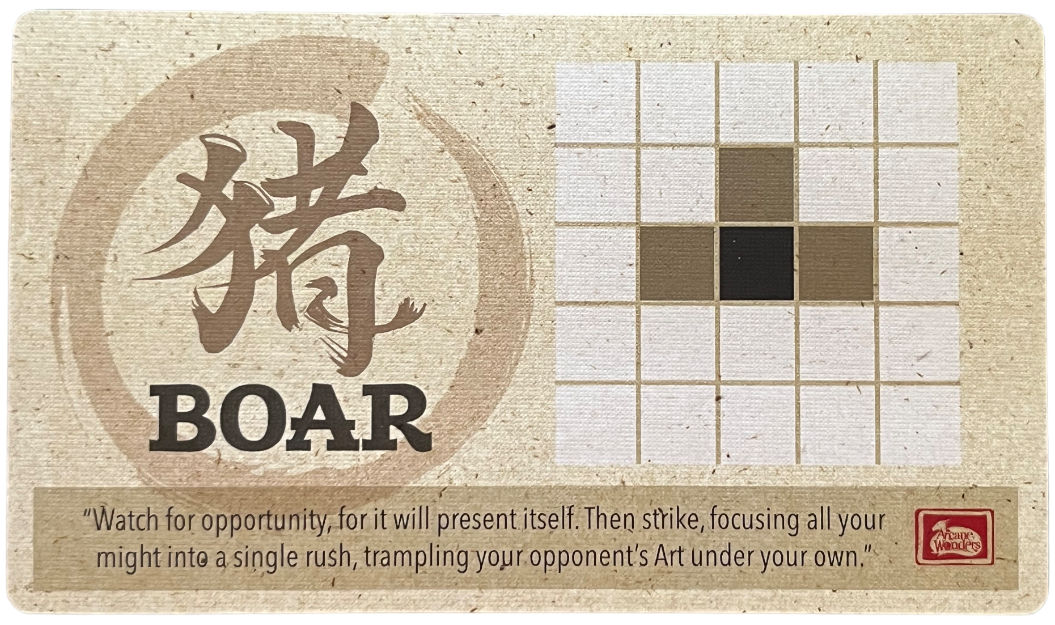 猪
BOAR
“Watch for opportunity, for it will present itself. Then strike, focusing all your
might into a single rush, trampling your opponent’s Art under your own.”
Arcane
Wonders